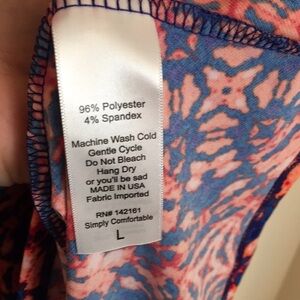 96% Polyester
4% Spandex
Machine Wash Cold
Gentle Cycle
Do Not Bleach
Hang Dry
or you'll be sad
MADE IN USA
Fabric Imported
RN# 142161
Simply Comfortable
L